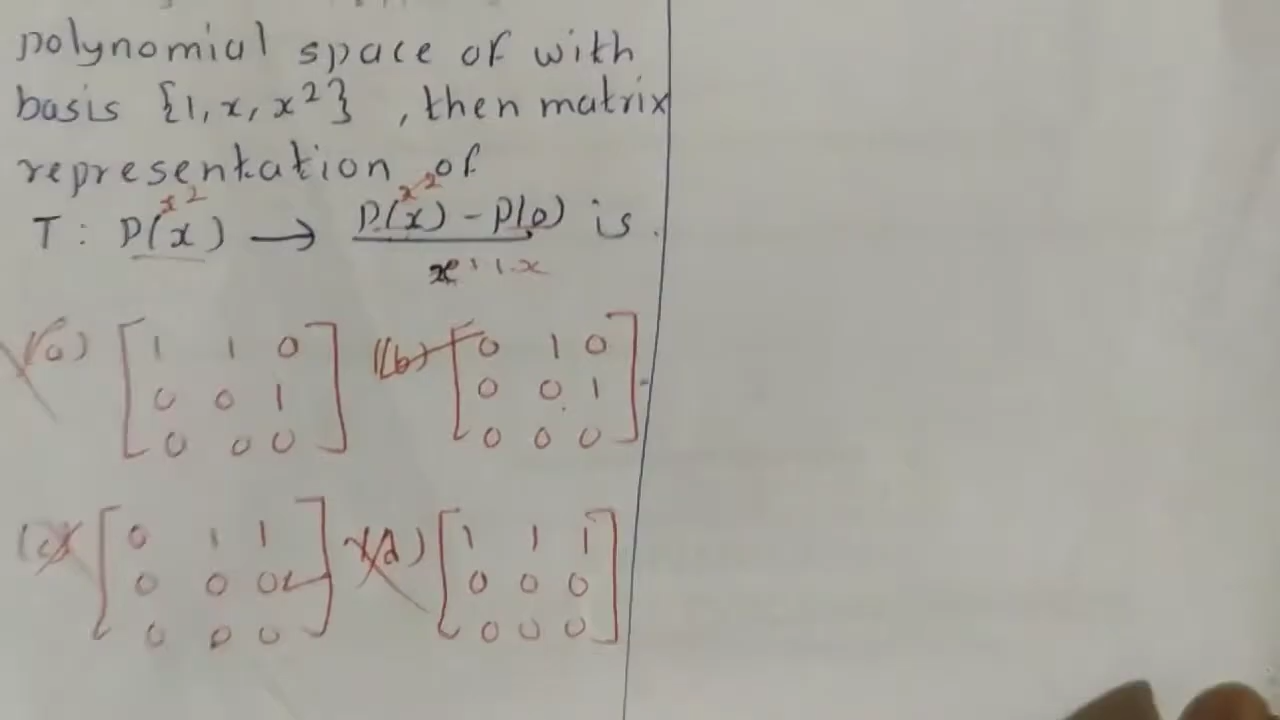 polynomial space of with
basis {1, x, x²} , then matrix
representation of
x² x²
T : P(x) → P(x) - P(0) is .
x
(a) [ 1 1 0 (b) [ 0 1 0
0 0 1 0 0 1
0 0 0 ] 0 0 0 ]
(c) [ 0 1 1 (d) [ 1 1 1
0 0 0 0 0 0
0 0 0 ] 0 0 0 ]